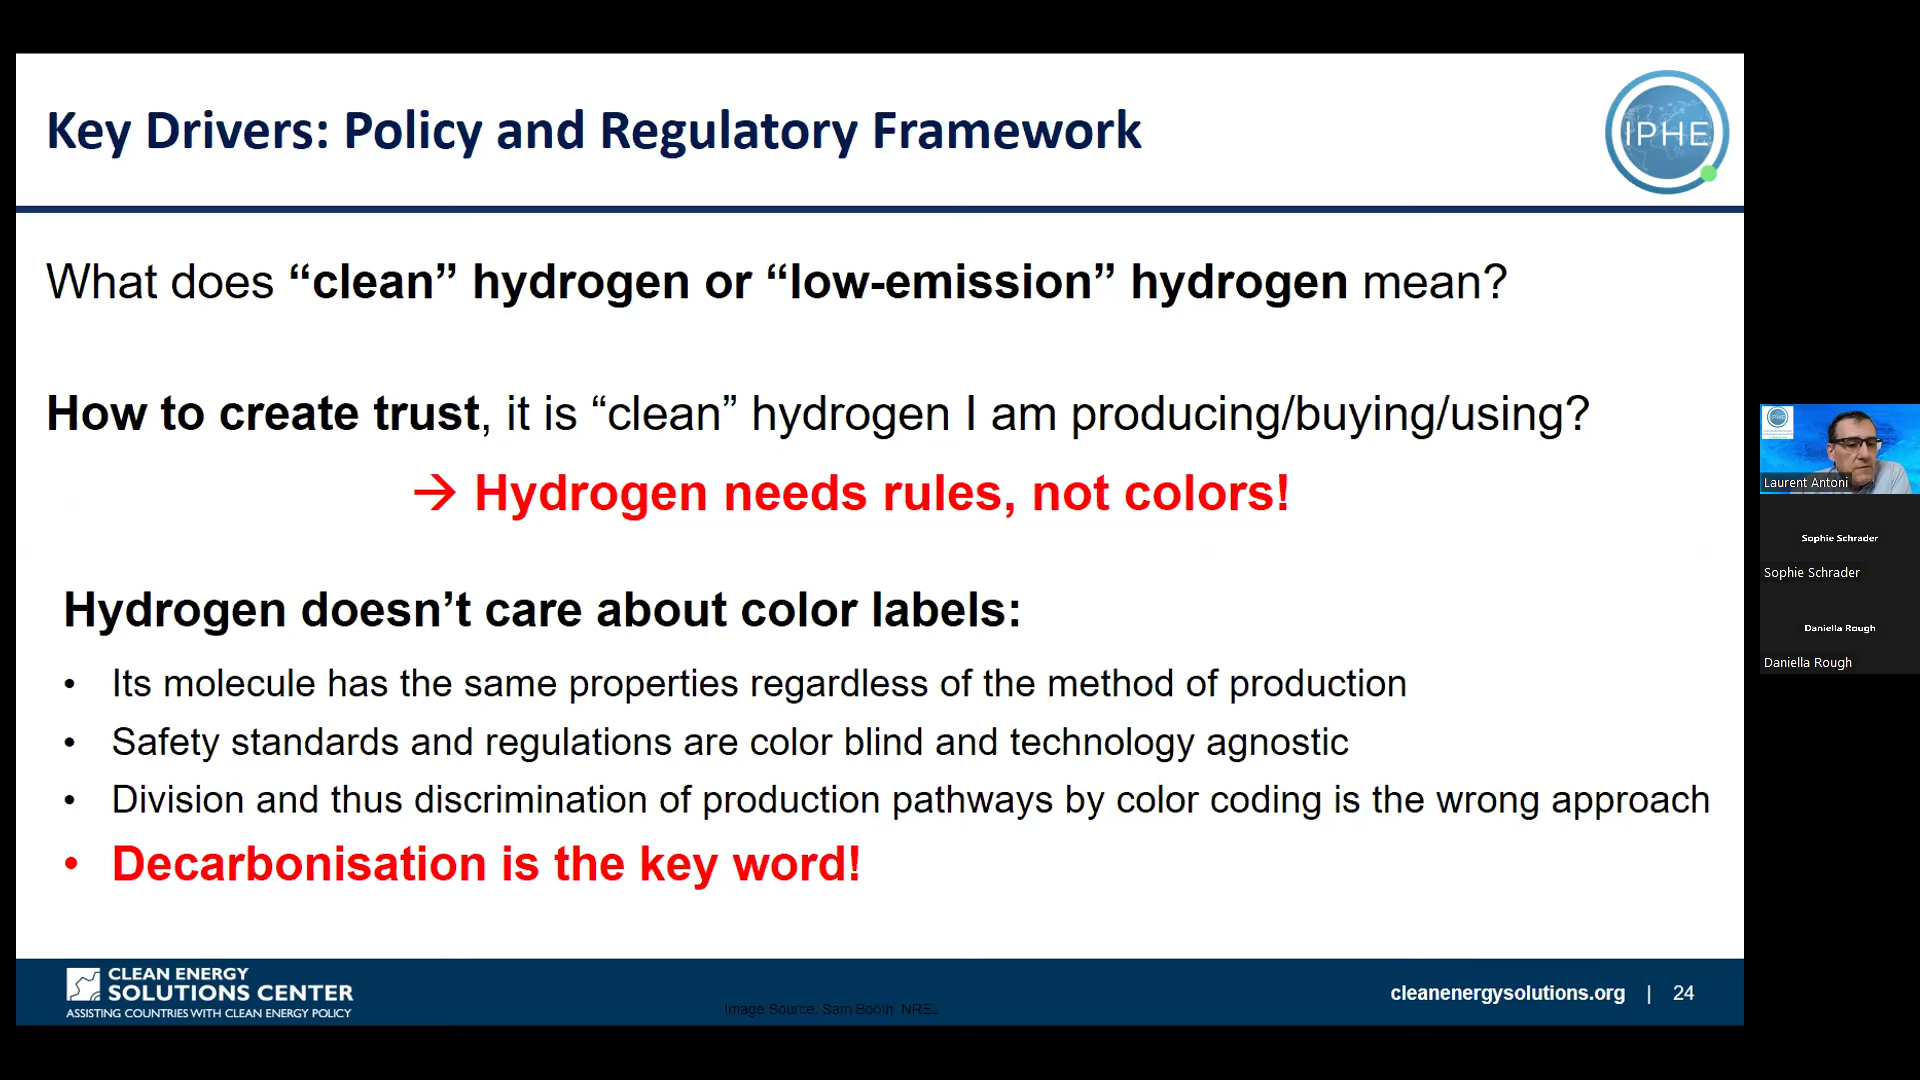 Key Drivers: Policy and Regulatory Framework
IPHE
What does “clean” hydrogen or “low-emission” hydrogen mean?
How to create trust, it is “clean” hydrogen I am producing/buying/using?
→ Hydrogen needs rules, not colors!
Hydrogen doesn’t care about color labels:
• Its molecule has the same properties regardless of the method of production
• Safety standards and regulations are color blind and technology agnostic
• Division and thus discrimination of production pathways by color coding is the wrong approach
• Decarbonisation is the key word!
CLEAN ENERGY
SOLUTIONS CENTER
ASSISTING COUNTRIES WITH CLEAN ENERGY POLICY
Image Source: Sam Booth NREL
cleanenergysolutions.org | 24
IPHE
Laurent Antoni
Sophie Schrader
Sophie Schrader
Daniella Rough
Daniella Rough